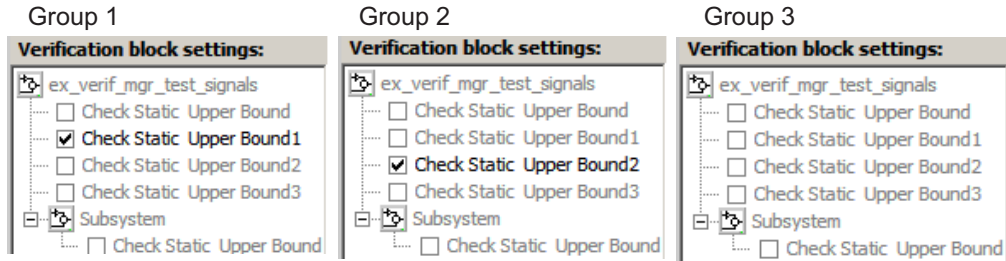 Group 1
Verification block settings:
ex_verif_mgr_test_signals
Check Static Upper Bound
Check Static Upper Bound1
Check Static Upper Bound2
Check Static Upper Bound3
Subsystem
Check Static Upper Bound
Group 2
Verification block settings:
ex_verif_mgr_test_signals
Check Static Upper Bound
Check Static Upper Bound1
Check Static Upper Bound2
Check Static Upper Bound3
Subsystem
Check Static Upper Bound
Group 3
Verification block settings:
ex_verif_mgr_test_signals
Check Static Upper Bound
Check Static Upper Bound1
Check Static Upper Bound2
Check Static Upper Bound3
Subsystem
Check Static Upper Bound